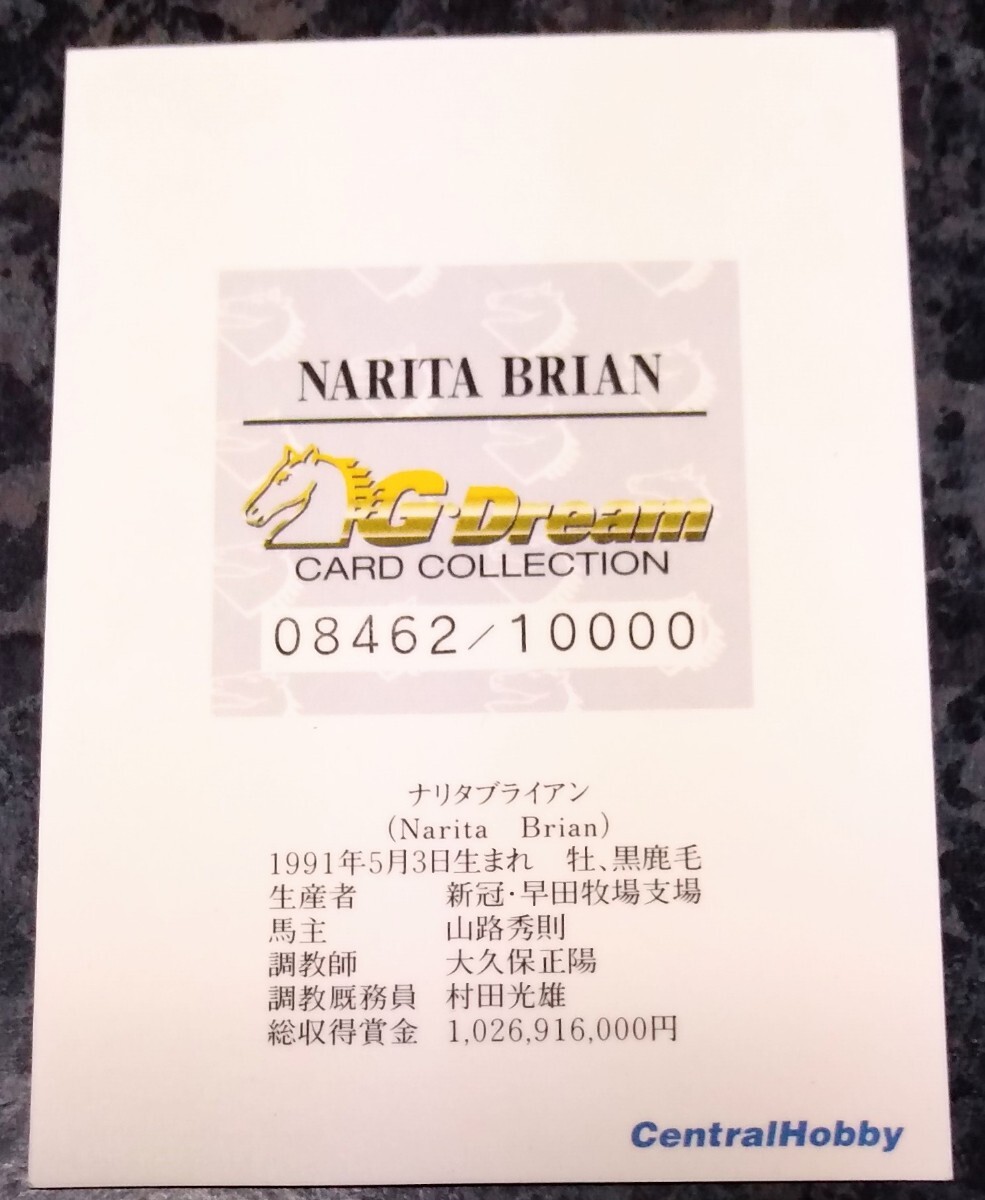 NARITA BRIAN
G・Dream
CARD COLLECTION
08462/10000
ナリタブライアン
(Narita Brian)
1991年5月3日生まれ 牡、黒鹿毛
生産者 新冠・早田牧場支場
馬主 山路秀則
調教師 大久保正陽
調教厩務員 村田光雄
総収得賞金 1,026,916,000円
CentralHobby